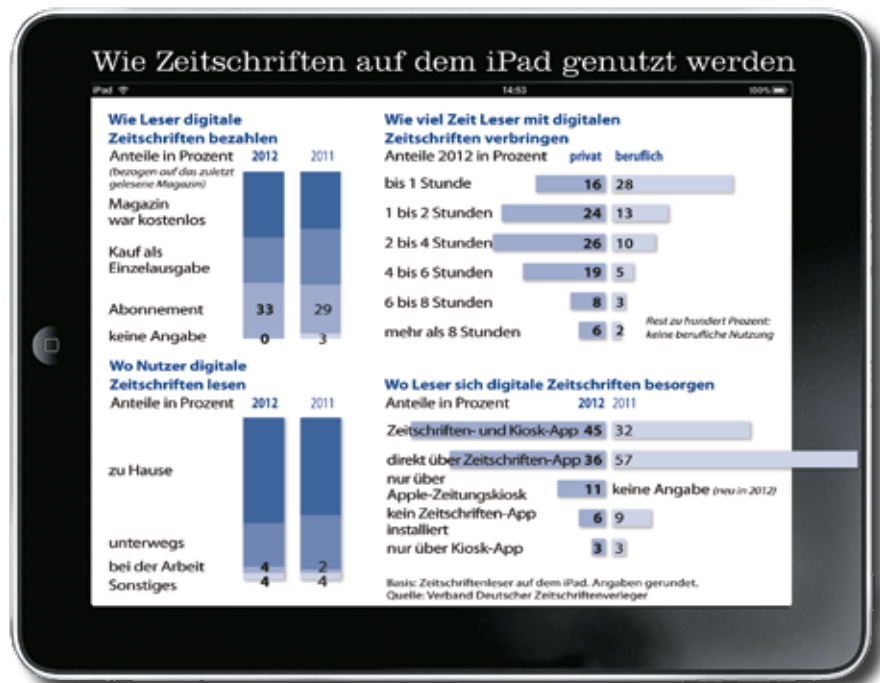 Wie Zeitschriften auf dem iPad genutzt werden
iPad
14:53
100%
Wie Leser digitale
Zeitschriften bezahlen
Anteile in Prozent 2012 2011
(bezogen auf das zuletzt
gelesene Magazin)
Magazin
war kostenlos
Kauf als
Einzelausgabe
Abonnement 33 29
keine Angabe 0 3
Wie viel Zeit Leser mit digitalen
Zeitschriften verbringen
Anteile 2012 in Prozent privat beruflich
bis 1 Stunde 16 28
1 bis 2 Stunden 24 13
2 bis 4 Stunden 26 10
4 bis 6 Stunden 19 5
6 bis 8 Stunden 8 3
mehr als 8 Stunden 6 2
Rest zu hundert Prozent:
keine berufliche Nutzung
Wo Nutzer digitale
Zeitschriften lesen
Anteile in Prozent 2012 2011
zu Hause
unterwegs
bei der Arbeit 4 2
Sonstiges 4 4
Wo Leser sich digitale Zeitschriften besorgen
Anteile in Prozent 2012 2011
Zeitschriften- und Kiosk-App 45 32
direkt über Zeitschriften-App 36 57
nur über
Apple-Zeitungskiosk 11 keine Angabe (neu in 2012)
kein Zeitschriften-App
installiert 6 9
nur über Kiosk-App 3 3
Basis: Zeitschriftenleser auf dem iPad. Angaben gerundet.
Quelle: Verband Deutscher Zeitschriftenverleger